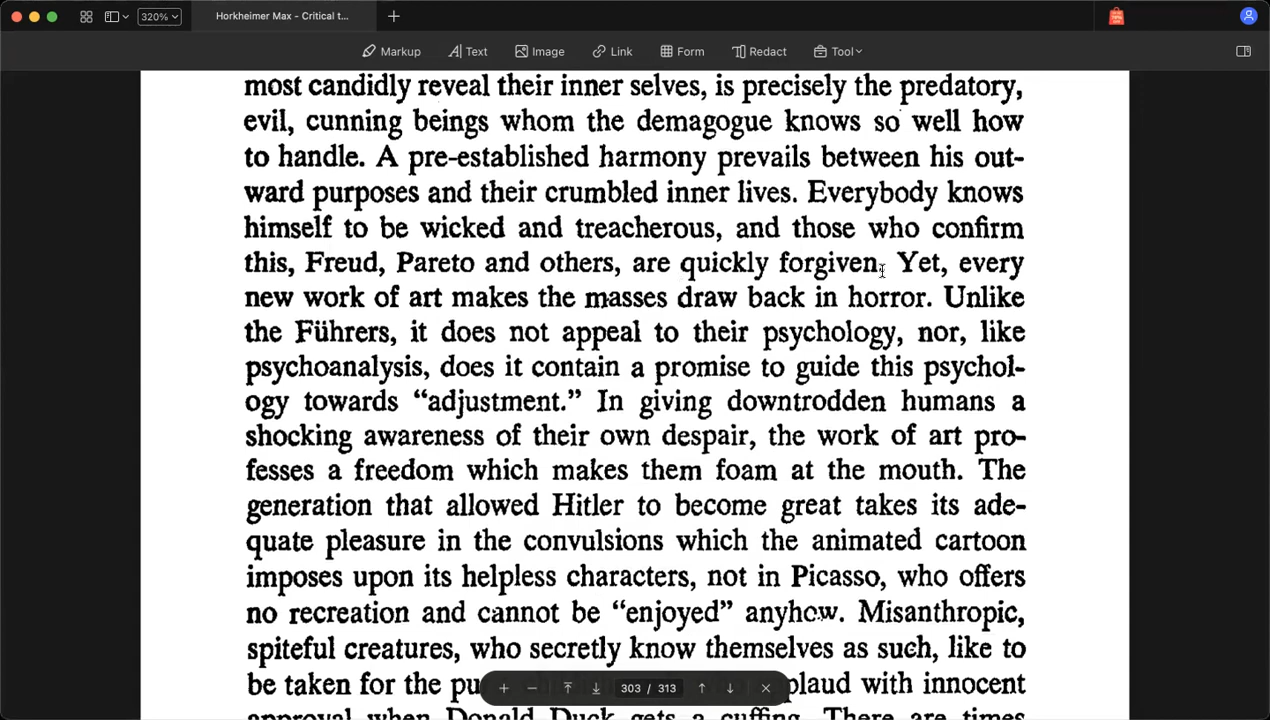 320%
Horkheimer Max - Critical t...
Markup
Text
Image
Link
Form
Redact
Tool
most candidly reveal their inner selves, is precisely the predatory,
evil, cunning beings whom the demagogue knows so well how
to handle. A pre-established harmony prevails between his out-
ward purposes and their crumbled inner lives. Everybody knows
himself to be wicked and treacherous, and those who confirm
this, Freud, Pareto and others, are quickly forgiven. Yet, every
new work of art makes the masses draw back in horror. Unlike
the Führers, it does not appeal to their psychology, nor, like
psychoanalysis, does it contain a promise to guide this psychol-
ogy towards “adjustment.” In giving downtrodden humans a
shocking awareness of their own despair, the work of art pro-
fesses a freedom which makes them foam at the mouth. The
generation that allowed Hitler to become great takes its ade-
quate pleasure in the convulsions which the animated cartoon
imposes upon its helpless characters, not in Picasso, who offers
no recreation and cannot be “enjoyed” anyhow. Misanthropic,
spiteful creatures, who secretly know themselves as such, like to
be taken for the
with innocent
approval when Donald Duck gets a cuffing. There are times
303 / 313